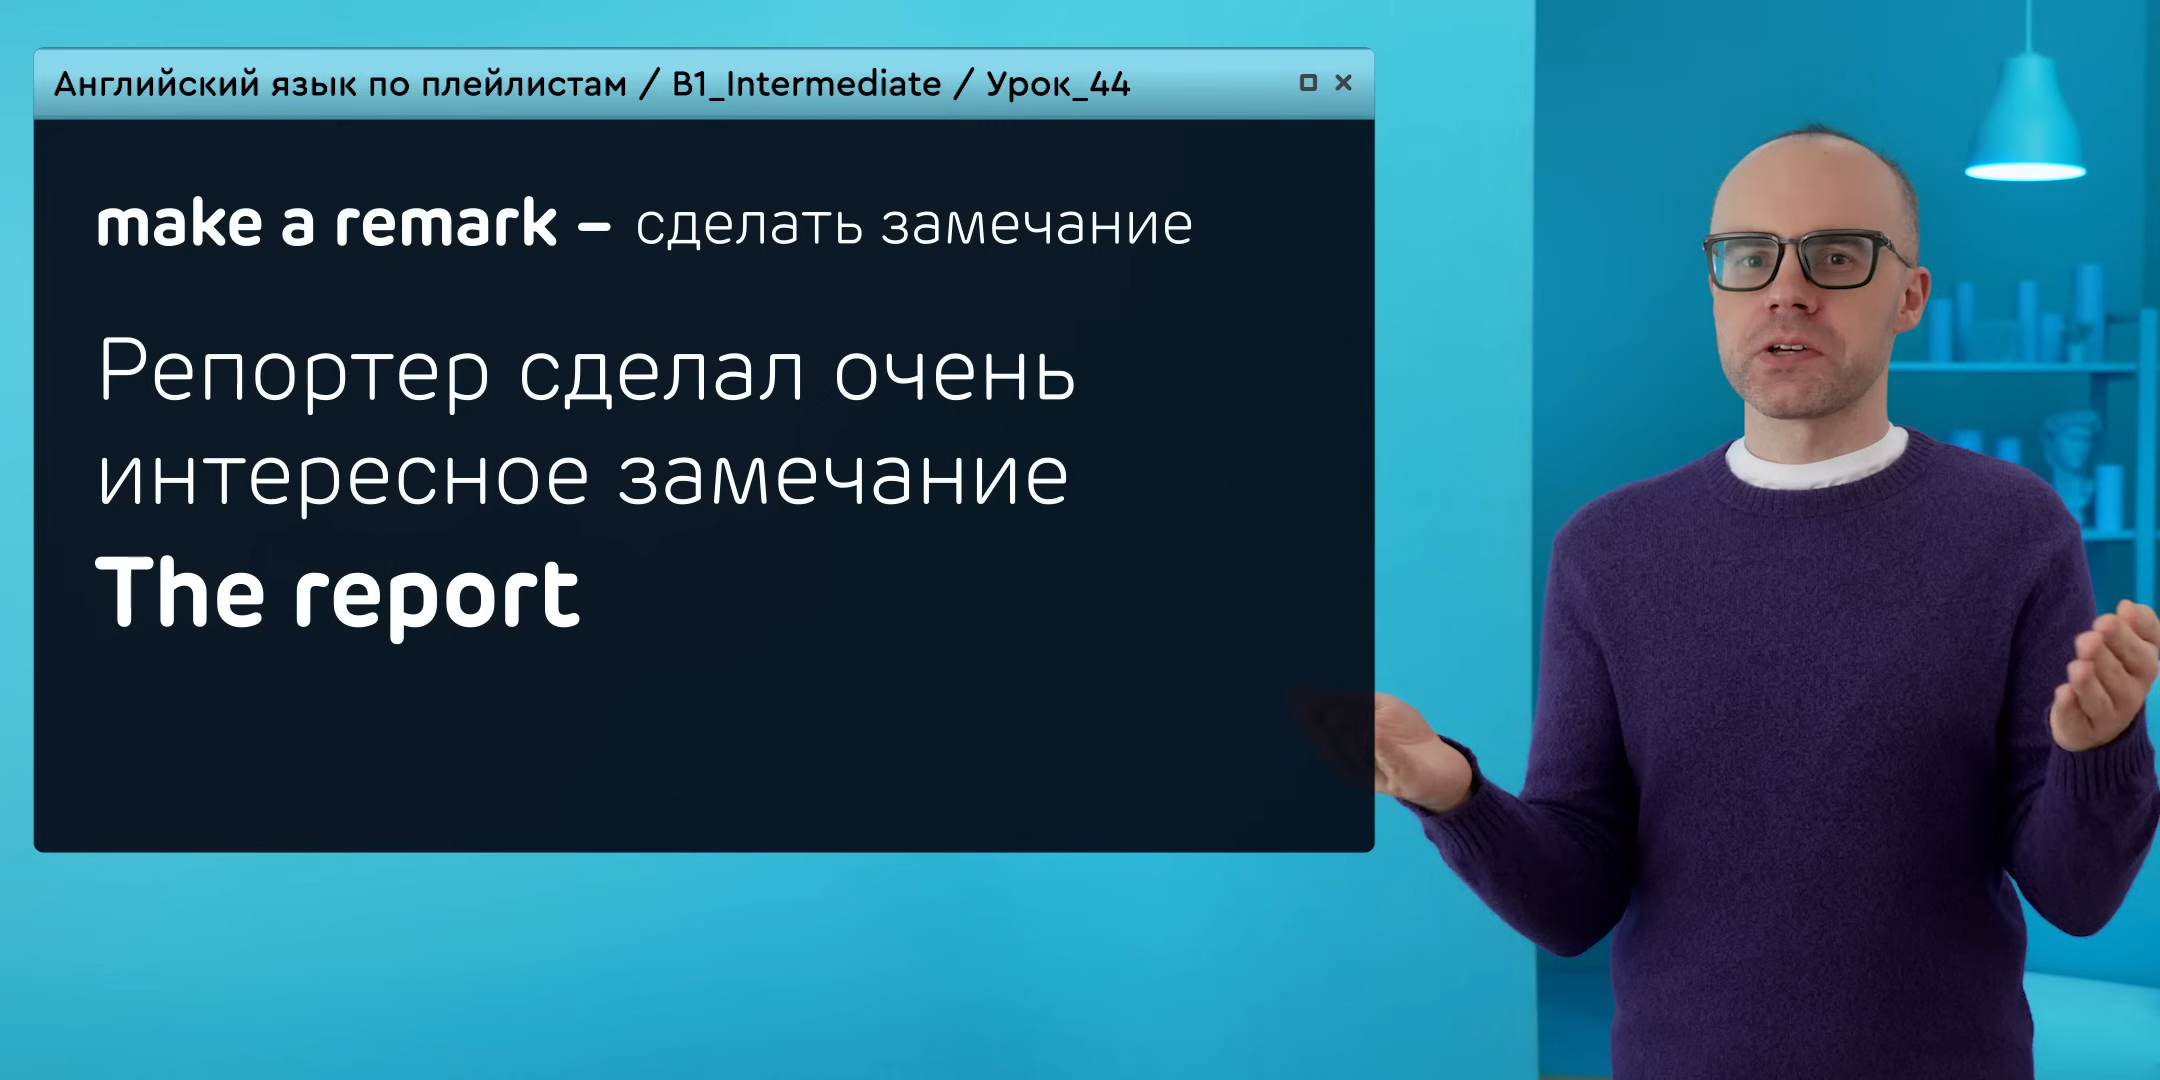 Английский язык по плейлистам / B1_Intermediate / Урок_44
make a remark – сделать замечание
Репортер сделал очень
интересное замечание
The report